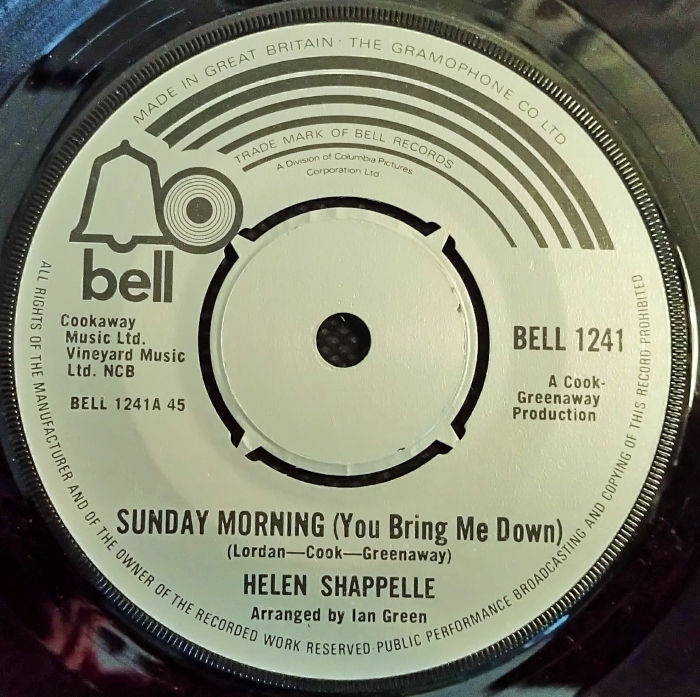 MADE IN GREAT BRITAIN · THE GRAMOPHONE CO LTD
TRADE MARK OF BELL RECORDS
A Division of Columbia Pictures
Corporation Ltd
bell
Cookaway
Music Ltd.
Vineyard Music
Ltd. NCB
BELL 1241A 45
BELL 1241
A Cook-
Greenaway
Production
SUNDAY MORNING (You Bring Me Down)
(Lordan—Cook—Greenaway)
HELEN SHAPPELLE
Arranged by Ian Green
ALL RIGHTS OF THE MANUFACTURER AND OF THE OWNER OF THE RECORDED WORK RESERVED · PUBLIC PERFORMANCE BROADCASTING AND COPYING OF THIS RECORD PROHIBITED